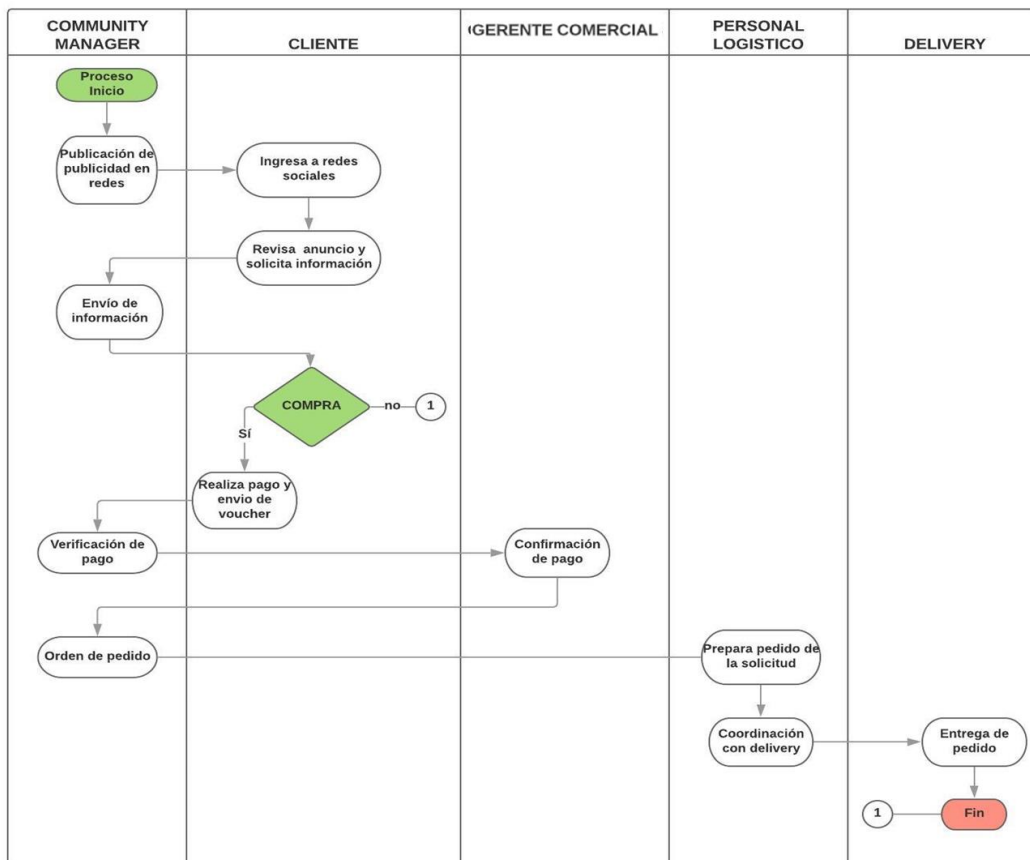 COMMUNITY
MANAGER
CLIENTE
GERENTE COMERCIAL
PERSONAL
LOGISTICO
DELIVERY
Proceso
Inicio
Publicación de
publicidad en
redes
Ingresa a redes
sociales
Revisa anuncio y
solicita información
Envío de
información
COMPRA
no
1
Sí
Realiza pago y
envio de
voucher
Verificación de
pago
Confirmación
de pago
Orden de pedido
Prepara pedido de
la solicitud
Coordinación
con delivery
Entrega de
pedido
1
Fin